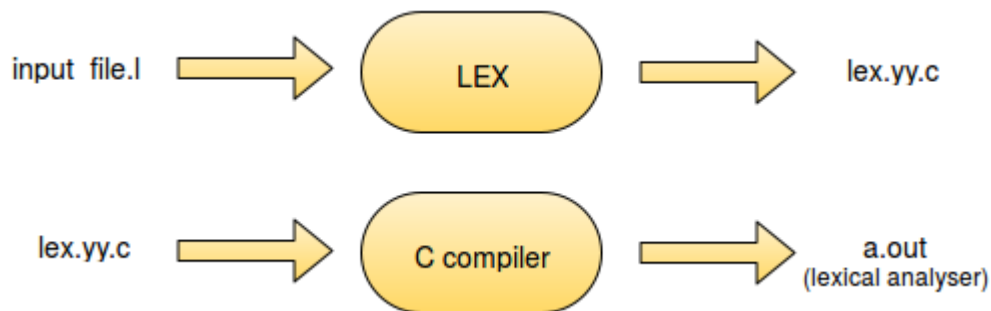 input file.l
LEX
lex.yy.c
lex.yy.c
C compiler
a.out
(lexical analyser)